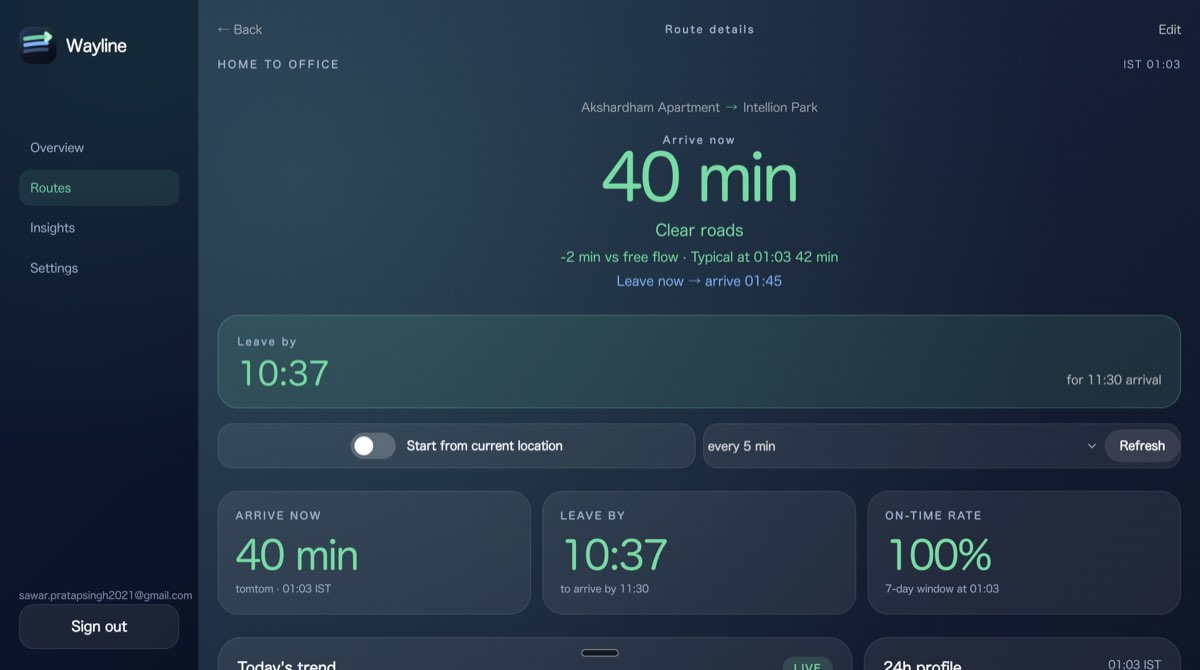 Wayline
Overview
Routes
Insights
Settings
sawar.pratapsingh2021@gmail.com
Sign out
← Back
Route details
Edit
HOME TO OFFICE
IST 01:03
Akshardham Apartment → Intellion Park
Arrive now
40 min
Clear roads
-2 min vs free flow · Typical at 01:03 42 min
Leave now → arrive 01:45
Leave by
10:37
for 11:30 arrival
Start from current location
every 5 min
Refresh
ARRIVE NOW
40 min
tomtom · 01:03 IST
LEAVE BY
10:37
to arrive by 11:30
ON-TIME RATE
100%
7-day window at 01:03
Today's trend
LIVE
24h profile
01:03 IST